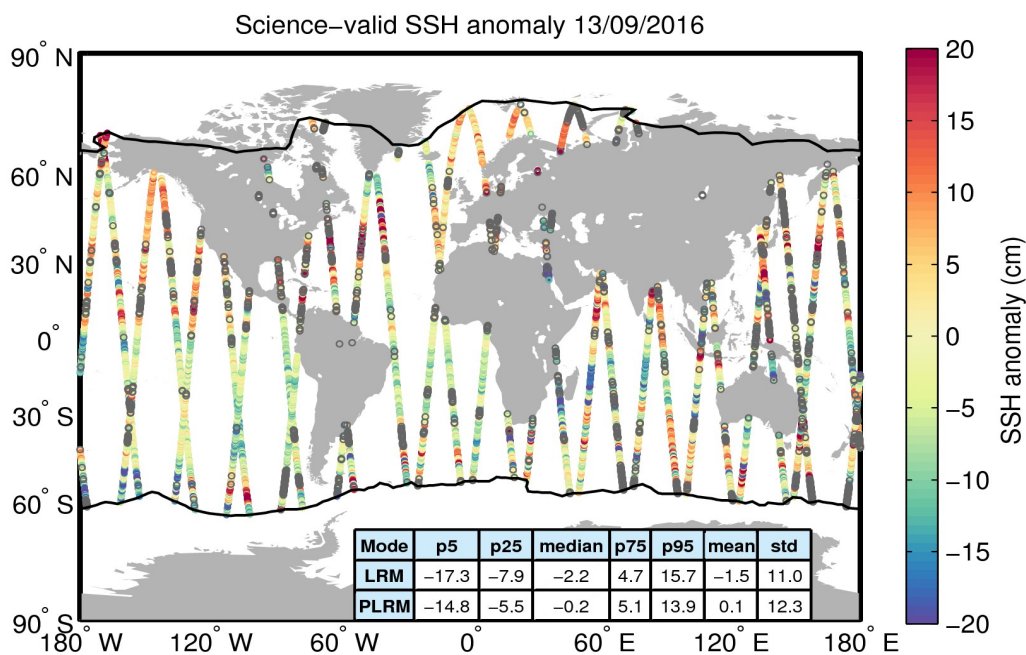 Science−valid SSH anomaly 13/09/2016
90° N
60° N
30° N
0°
30° S
60° S
90° S
180° W
120° W
60° W
0°
60° E
120° E
180° E
20
15
10
5
0
−5
−10
−15
−20
SSH anomaly (cm)
Mode p5 p25 median p75 p95 mean std
LRM −17.3 −7.9 −2.2 4.7 15.7 −1.5 11.0
PLRM −14.8 −5.5 −0.2 5.1 13.9 0.1 12.3